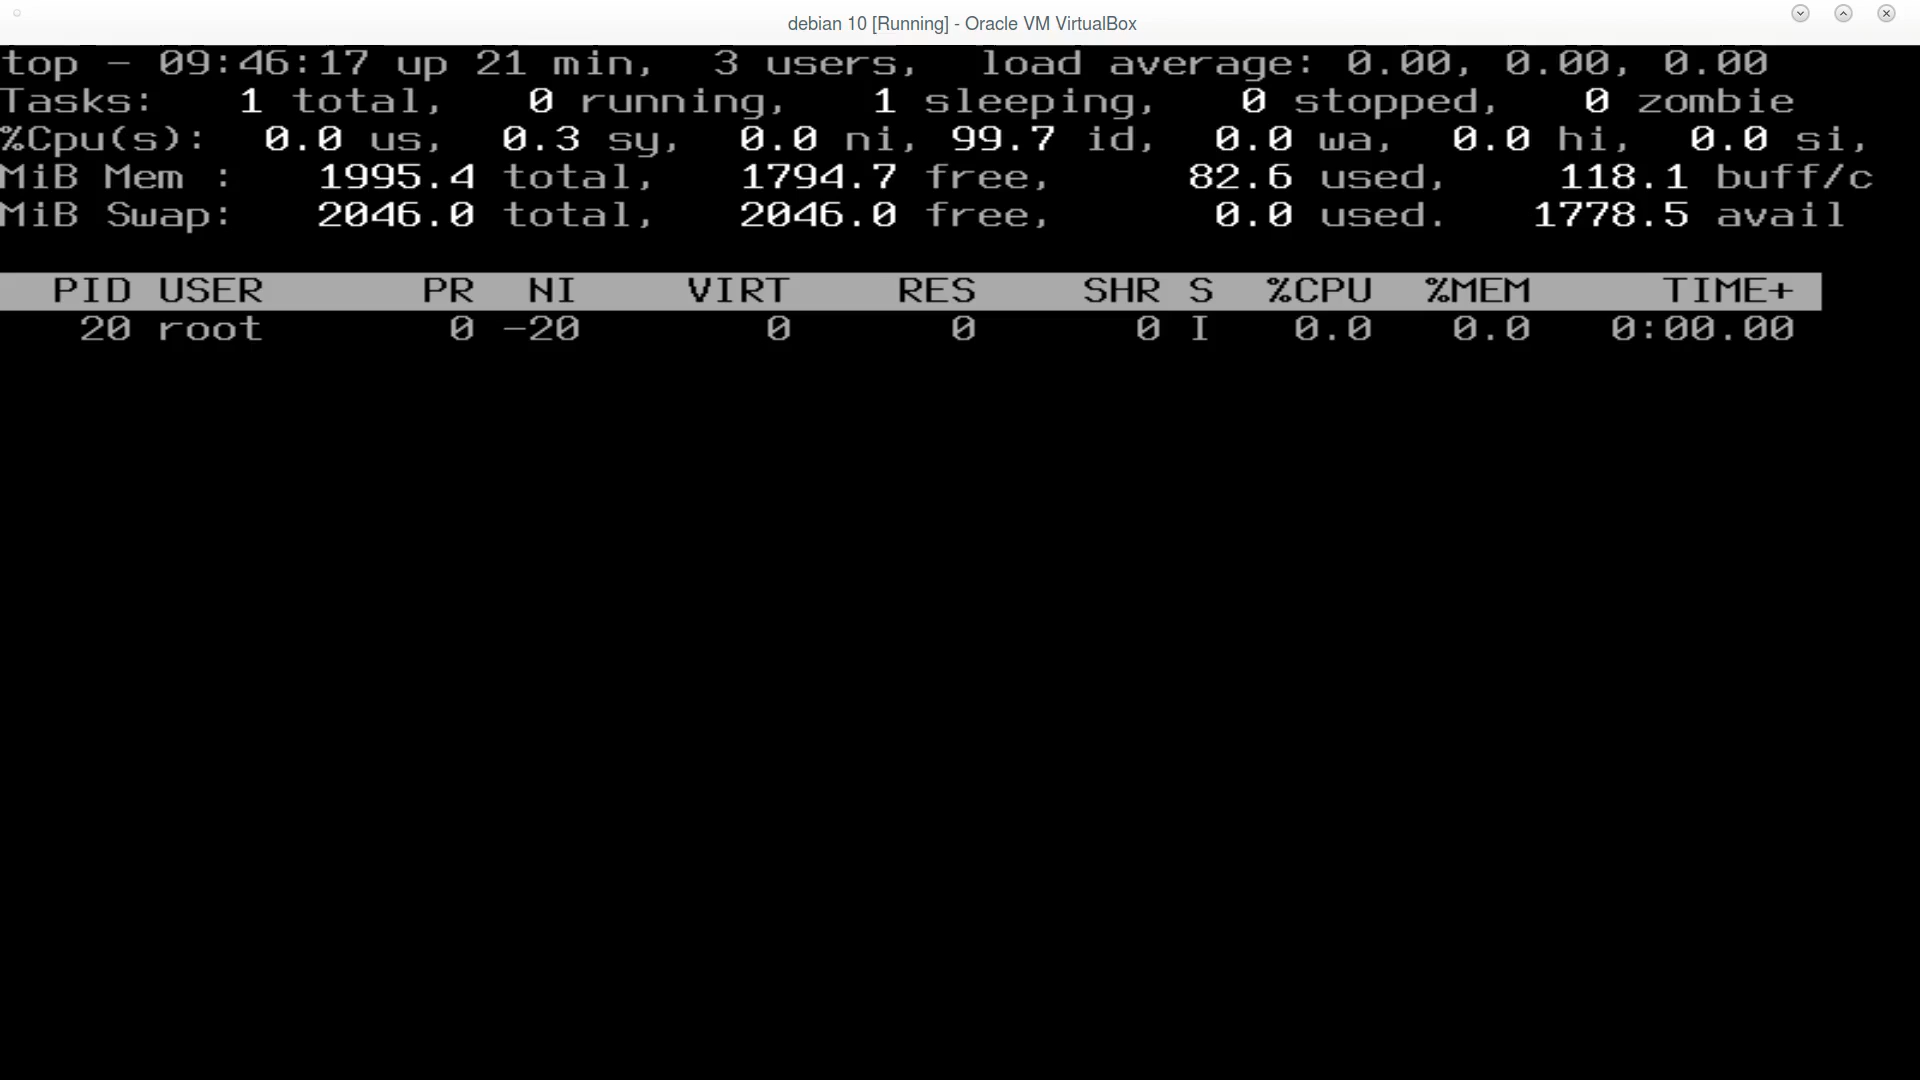 debian 10 [Running] - Oracle VM VirtualBox
top - 09:46:17 up 21 min,  3 users,  load average: 0.00, 0.00, 0.00
Tasks:   1 total,   0 running,   1 sleeping,   0 stopped,   0 zombie
%Cpu(s):  0.0 us,  0.3 sy,  0.0 ni, 99.7 id,  0.0 wa,  0.0 hi,  0.0 si,
MiB Mem :   1995.4 total,   1794.7 free,     82.6 used,    118.1 buff/c
MiB Swap:   2046.0 total,   2046.0 free,      0.0 used.   1778.5 avail
PID USER      PR  NI    VIRT    RES    SHR S  %CPU  %MEM     TIME+
20 root       0 -20       0      0      0 I   0.0   0.0   0:00.00